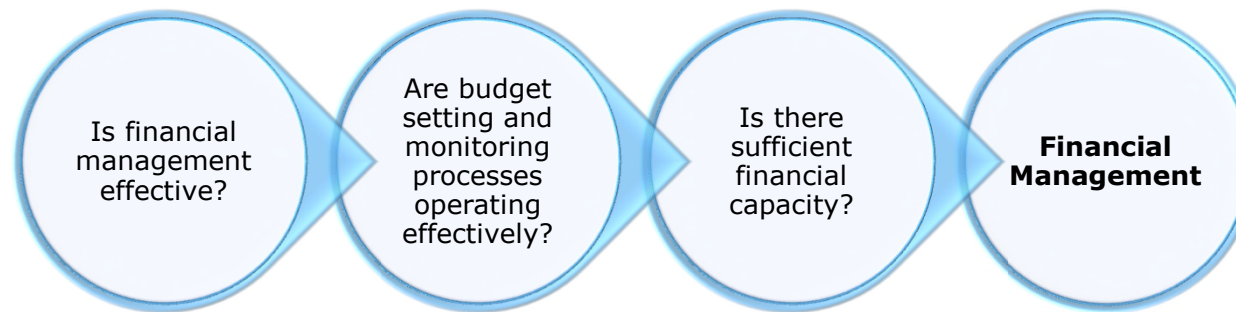 Is financial
management
effective?
Are budget
setting and
monitoring
processes
operating
effectively?
Is there
sufficient
financial
capacity?
Financial
Management